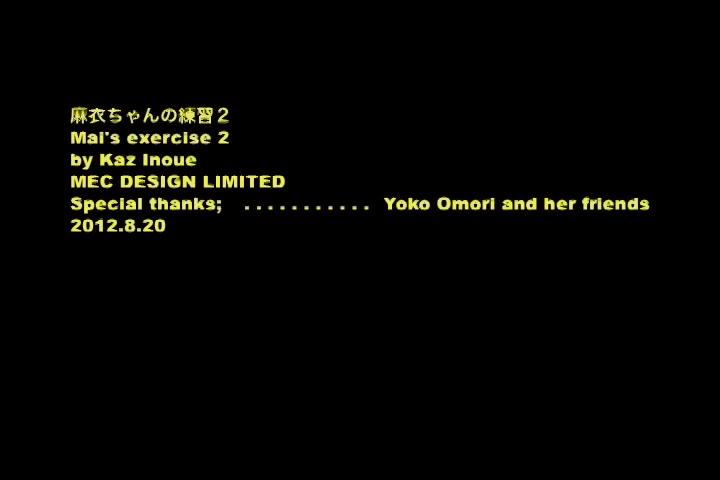 麻衣ちゃんの練習２
Mai's exercise 2
by Kaz Inoue
MEC DESIGN LIMITED
Special thanks; . . . . . . . . . . . Yoko Omori and her friends
2012.8.20